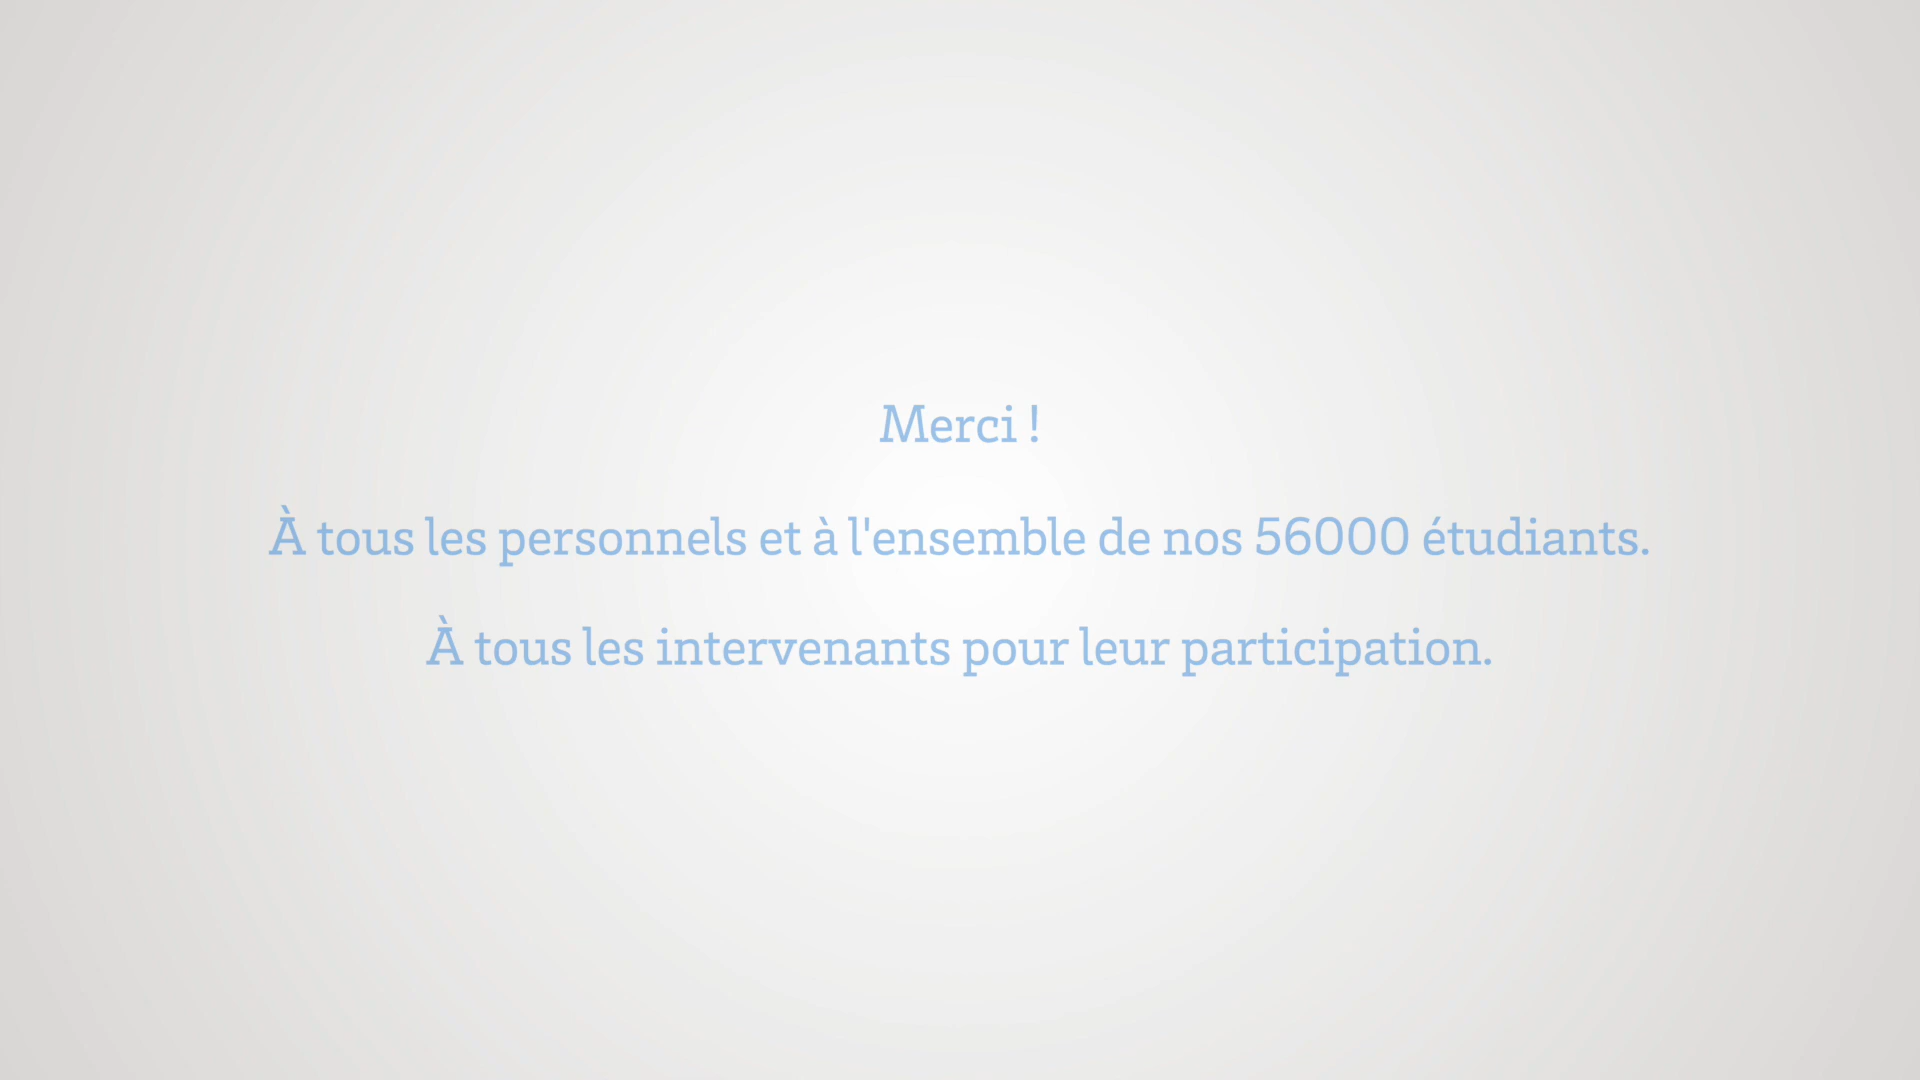 Merci !
À tous les personnels et à l'ensemble de nos 56000 étudiants.
À tous les intervenants pour leur participation.